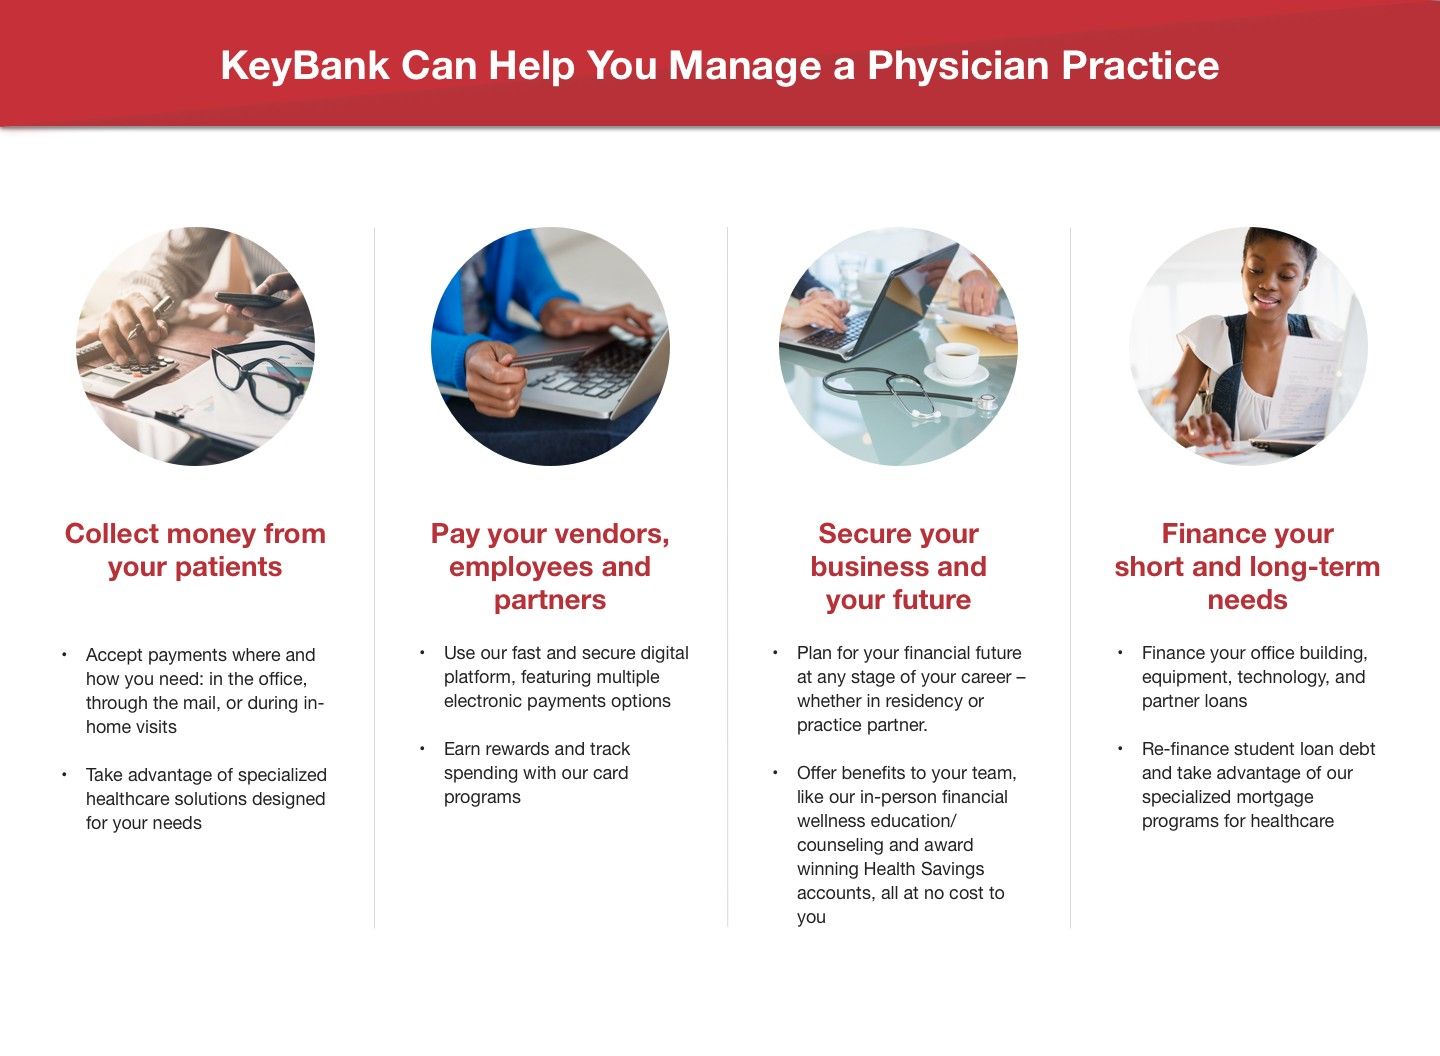 KeyBank Can Help You Manage a Physician Practice
Collect money from
your patients
• Accept payments where and
how you need: in the office,
through the mail, or during in-
home visits
• Take advantage of specialized
healthcare solutions designed
for your needs
Pay your vendors,
employees and
partners
• Use our fast and secure digital
platform, featuring multiple
electronic payments options
• Earn rewards and track
spending with our card
programs
Secure your
business and
your future
• Plan for your financial future
at any stage of your career –
whether in residency or
practice partner.
• Offer benefits to your team,
like our in-person financial
wellness education/
counseling and award
winning Health Savings
accounts, all at no cost to
you
Finance your
short and long-term
needs
• Finance your office building,
equipment, technology, and
partner loans
• Re-finance student loan debt
and take advantage of our
specialized mortgage
programs for healthcare